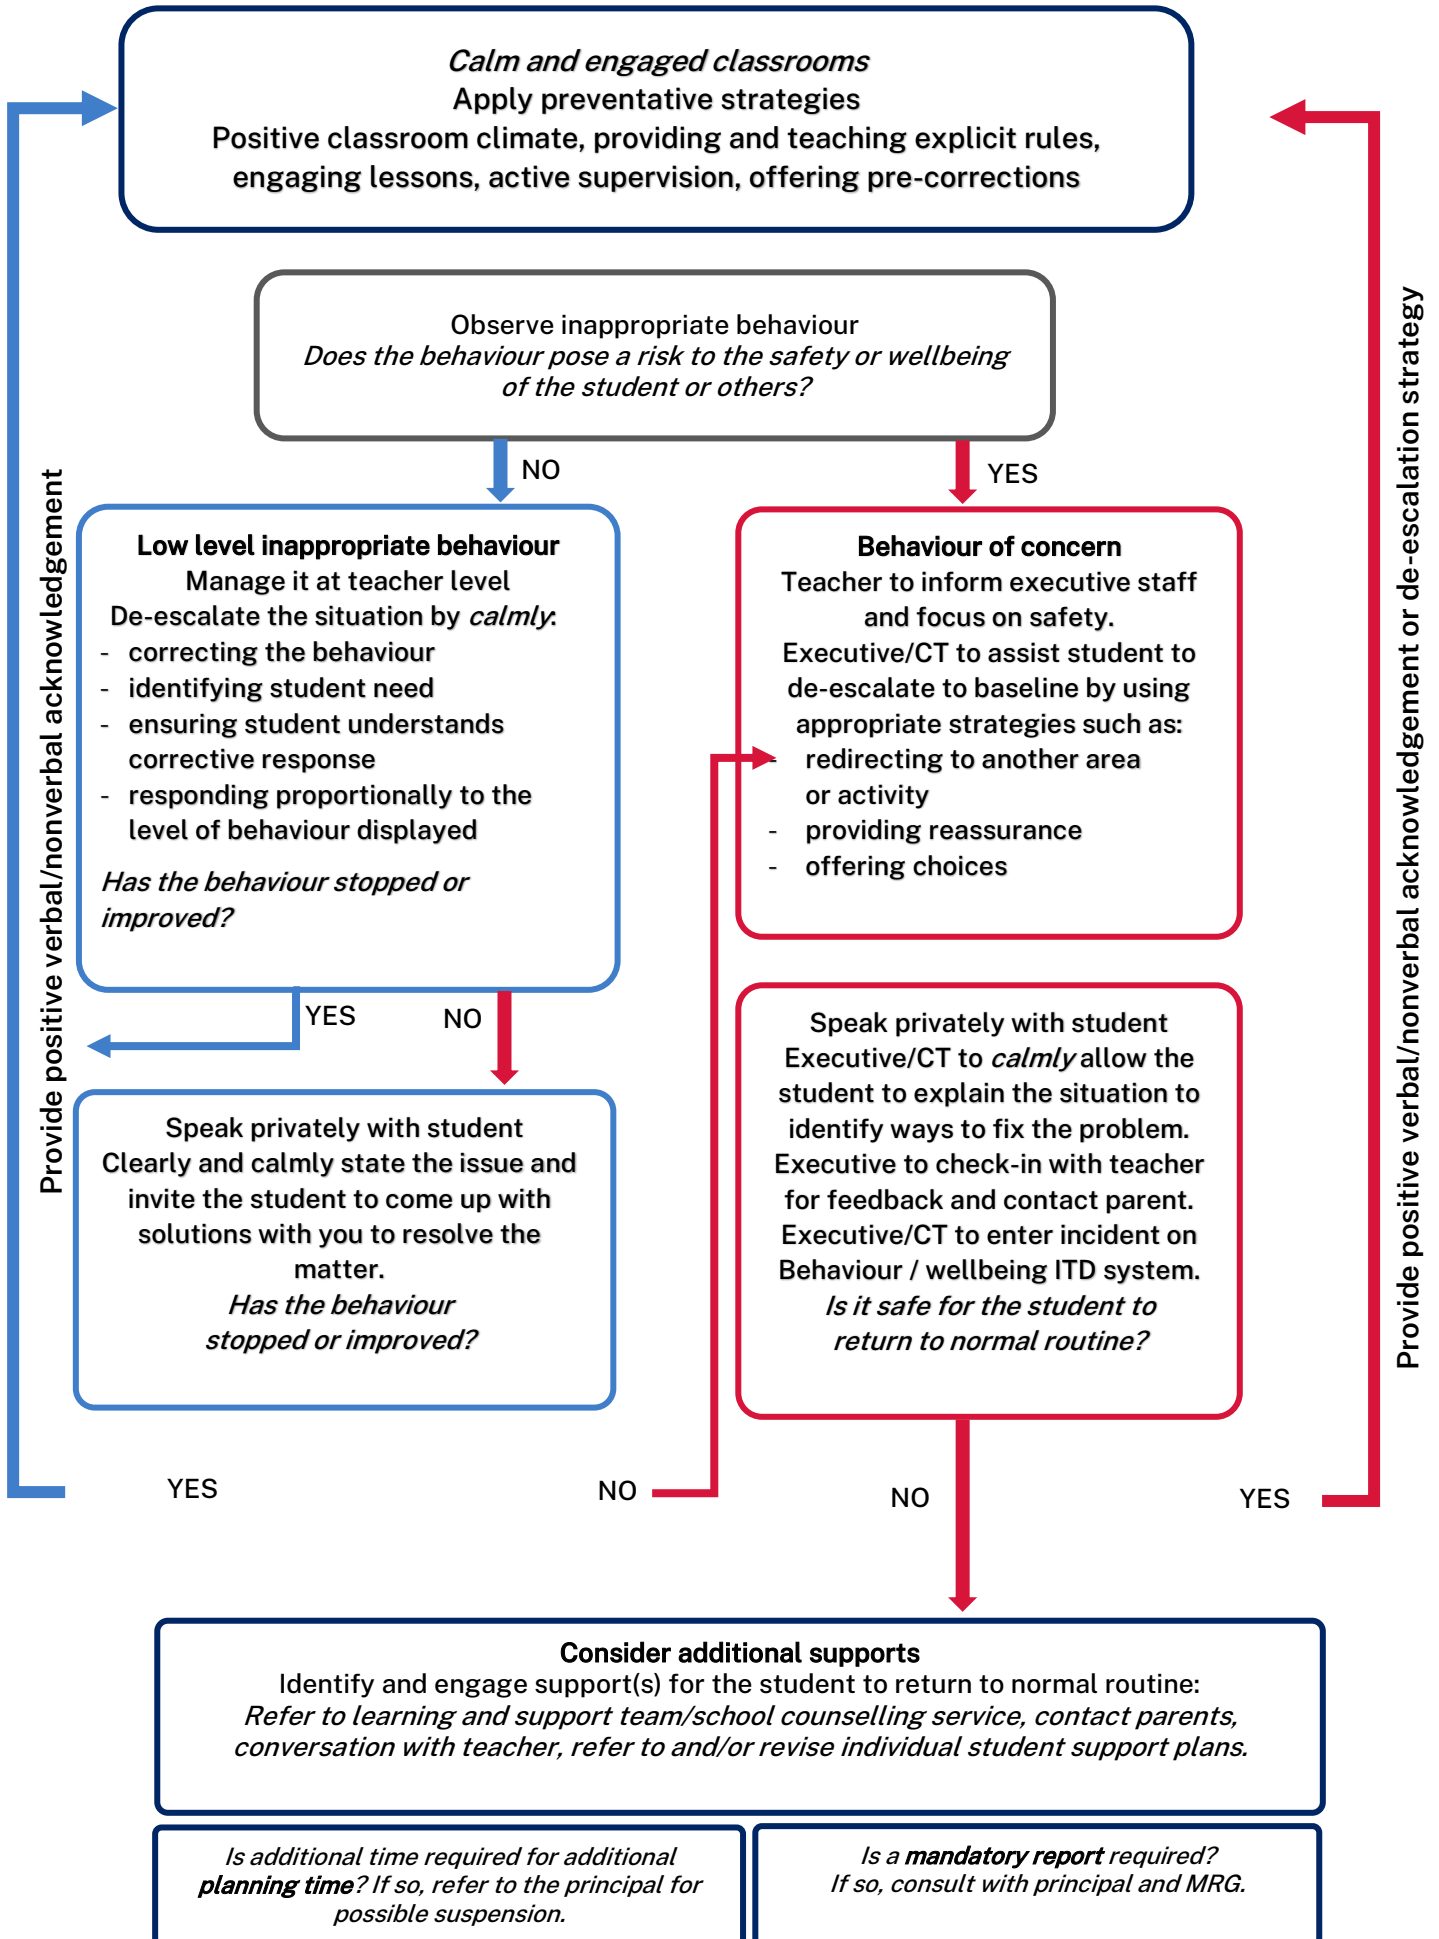 Calm and engaged classrooms
Apply preventative strategies
Positive classroom climate, providing and teaching explicit rules,
engaging lessons, active supervision, offering pre-corrections
Observe inappropriate behaviour
Does the behaviour pose a risk to the safety or wellbeing
of the student or others?
NO
YES
Low level inappropriate behaviour
Manage it at teacher level
De-escalate the situation by calmly:
- correcting the behaviour
- identifying student need
- ensuring student understands
corrective response
- responding proportionally to the
level of behaviour displayed
Has the behaviour stopped or
improved?
YES
NO
Speak privately with student
Clearly and calmly state the issue and
invite the student to come up with
solutions with you to resolve the
matter.
Has the behaviour
stopped or improved?
YES
NO
Provide positive verbal/nonverbal acknowledgement
Behaviour of concern
Teacher to inform executive staff
and focus on safety.
Executive/CT to assist student to
de-escalate to baseline by using
appropriate strategies such as:
- redirecting to another area
or activity
- providing reassurance
- offering choices
Speak privately with student
Executive/CT to calmly allow the
student to explain the situation to
identify ways to fix the problem.
Executive to check-in with teacher
for feedback and contact parent.
Executive/CT to enter incident on
Behaviour / wellbeing ITD system.
Is it safe for the student to
return to normal routine?
NO
YES
Provide positive verbal/nonverbal acknowledgement or de-escalation strategy
Consider additional supports
Identify and engage support(s) for the student to return to normal routine:
Refer to learning and support team/school counselling service, contact parents,
conversation with teacher, refer to and/or revise individual student support plans.
Is additional time required for additional
planning time? If so, refer to the principal for
possible suspension.
Is a mandatory report required?
If so, consult with principal and MRG.